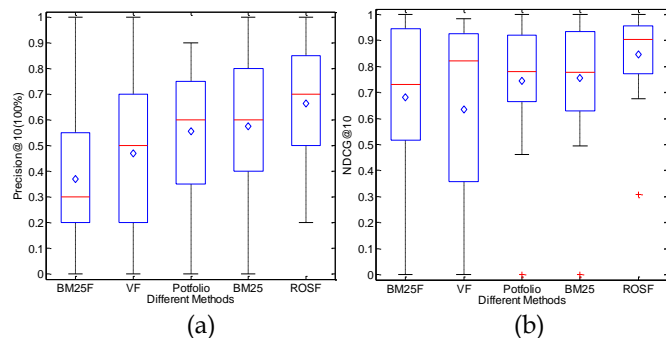 1
0.9
0.8
0.7
0.6
0.5
0.4
0.3
0.2
0.1
0
Precision@10(100%)
BM25F VF Potfolio BM25 ROSF
Different Methods
(a)
1
0.9
0.8
0.7
0.6
0.5
0.4
0.3
0.2
0.1
0
NDCG@10
BM25F VF Potfolio BM25 ROSF
Different Methods
(b)